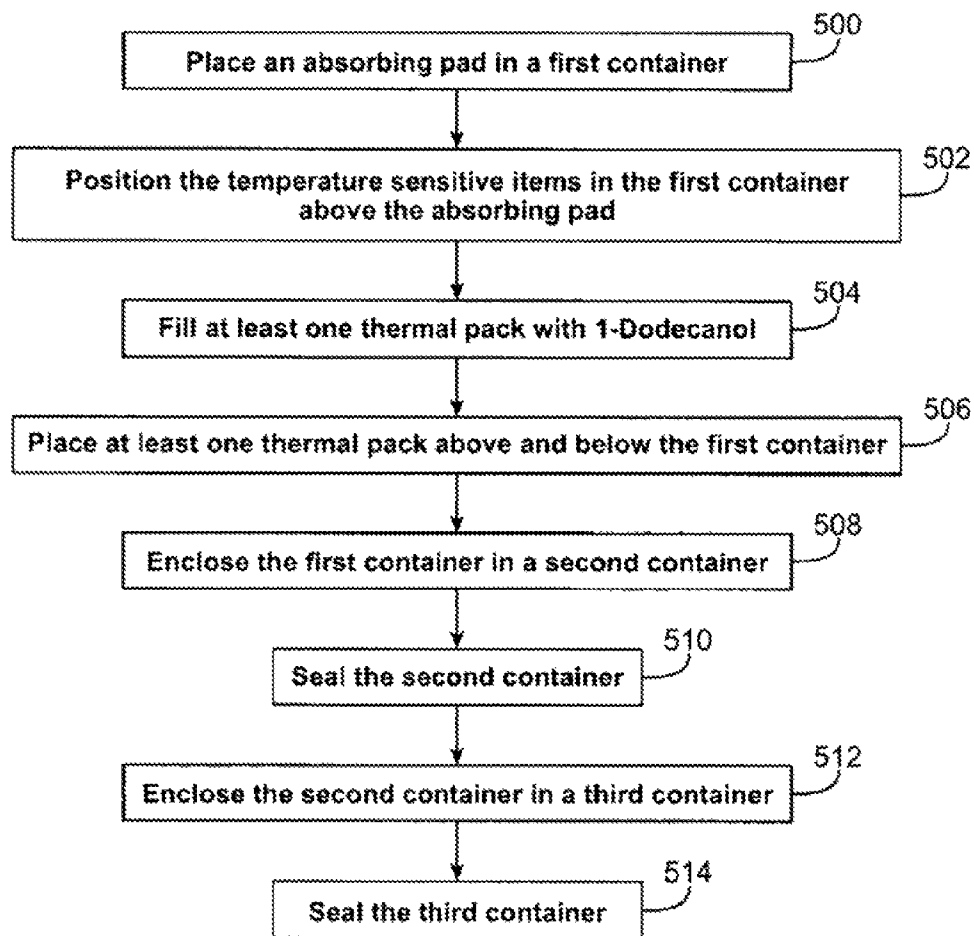 500
Place an absorbing pad in a first container
502
Position the temperature sensitive items in the first container
above the absorbing pad
504
Fill at least one thermal pack with 1-Dodecanol
506
Place at least one thermal pack above and below the first container
508
Enclose the first container in a second container
510
Seal the second container
512
Enclose the second container in a third container
514
Seal the third container